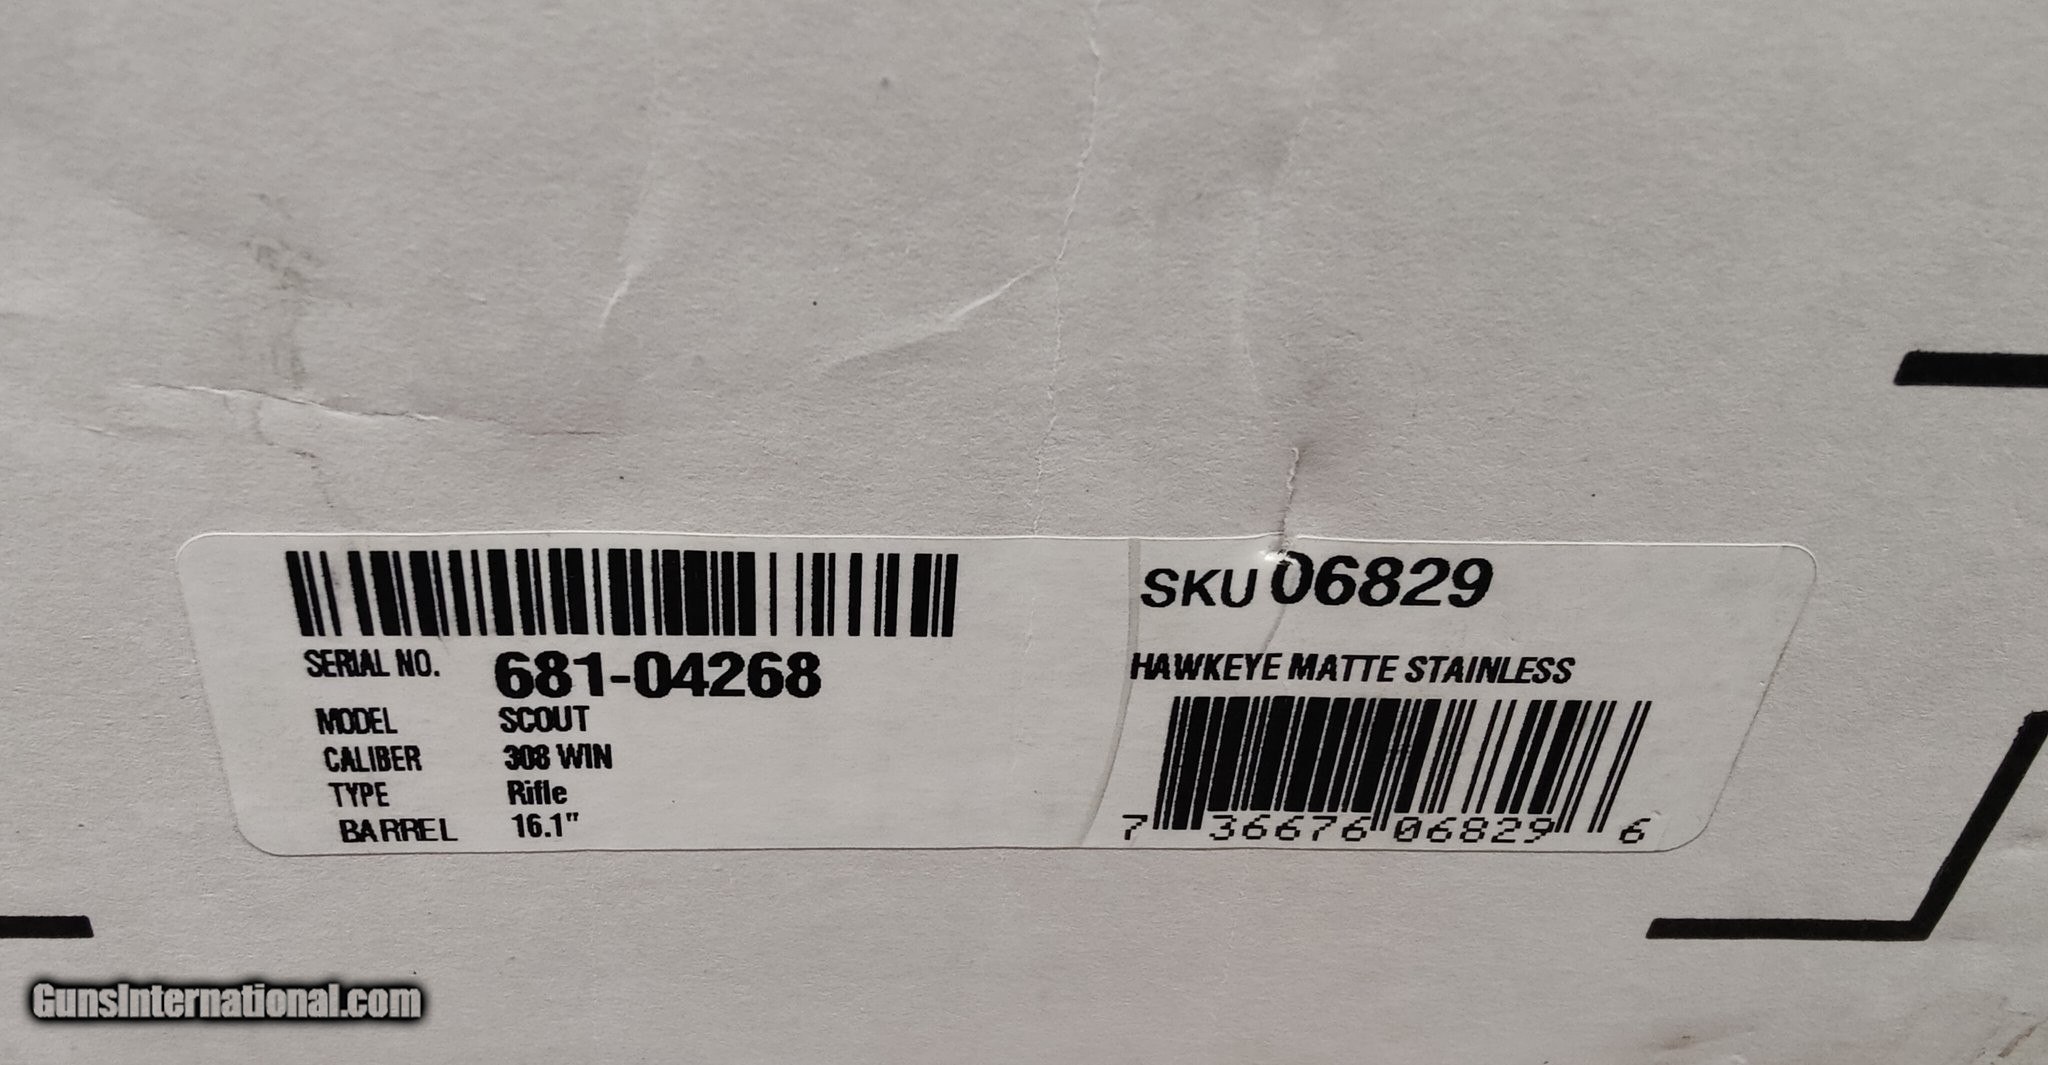 SERIAL NO. 681-04268
MODEL SCOUT
CALIBER 308 WIN
TYPE Rifle
BARREL 16.1"
SKU 06829
HAWKEYE MATTE STAINLESS
7 36676 06829 6
GunsInternational.com